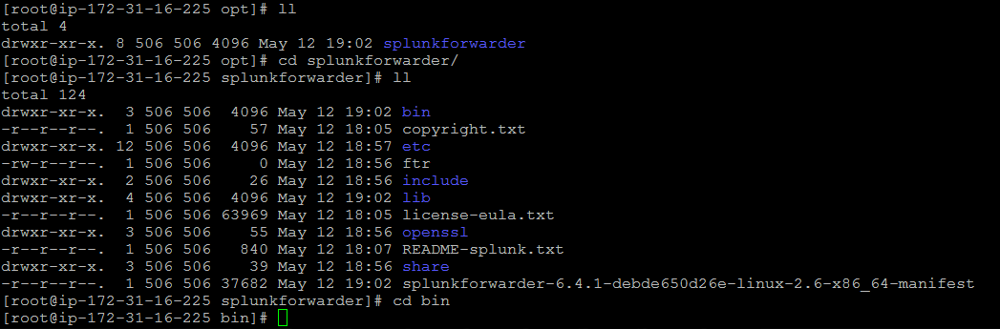 [root@ip-172-31-16-225 opt]# ll
total 4
drwxr-xr-x. 8 506 506 4096 May 12 19:02 splunkforwarder
[root@ip-172-31-16-225 opt]# cd splunkforwarder/
[root@ip-172-31-16-225 splunkforwarder]# ll
total 124
drwxr-xr-x.  3 506 506  4096 May 12 19:02 bin
-r--r--r--.  1 506 506    57 May 12 18:05 copyright.txt
drwxr-xr-x. 12 506 506  4096 May 12 18:57 etc
-rw-r--r--.  1 506 506     0 May 12 18:56 ftr
drwxr-xr-x.  2 506 506    26 May 12 18:56 include
drwxr-xr-x.  4 506 506  4096 May 12 19:02 lib
-r--r--r--.  1 506 506 63969 May 12 18:05 license-eula.txt
drwxr-xr-x.  3 506 506    55 May 12 18:56 openssl
-r--r--r--.  1 506 506   840 May 12 18:07 README-splunk.txt
drwxr-xr-x.  3 506 506    39 May 12 18:56 share
-r--r--r--.  1 506 506 37682 May 12 19:02 splunkforwarder-6.4.1-debde650d26e-linux-2.6-x86_64-manifest
[root@ip-172-31-16-225 splunkforwarder]# cd bin
[root@ip-172-31-16-225 bin]#